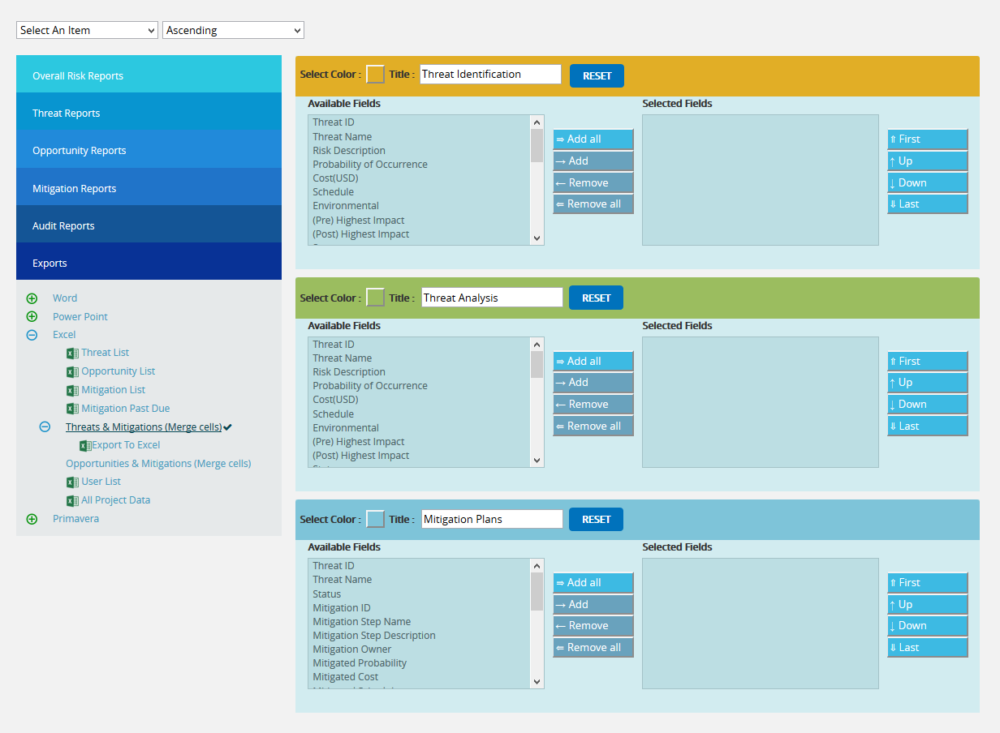 Select An Item
Ascending
Overall Risk Reports
Threat Reports
Opportunity Reports
Mitigation Reports
Audit Reports
Exports
Word
Power Point
Excel
Threat List
Opportunity List
Mitigation List
Mitigation Past Due
Threats & Mitigations (Merge cells)
Export To Excel
Opportunities & Mitigations (Merge cells)
User List
All Project Data
Primavera
Select Color :
Title :
Threat Identification
RESET
Available Fields
Threat ID
Threat Name
Risk Description
Probability of Occurrence
Cost(USD)
Schedule
Environmental
(Pre) Highest Impact
(Post) Highest Impact
⇒ Add all
→ Add
← Remove
⇐ Remove all
Selected Fields
⇑ First
↑ Up
↓ Down
⇓ Last
Select Color :
Title :
Threat Analysis
RESET
Available Fields
Threat ID
Threat Name
Risk Description
Probability of Occurrence
Cost(USD)
Schedule
Environmental
(Pre) Highest Impact
(Post) Highest Impact
⇒ Add all
→ Add
← Remove
⇐ Remove all
Selected Fields
⇑ First
↑ Up
↓ Down
⇓ Last
Select Color :
Title :
Mitigation Plans
RESET
Available Fields
Threat ID
Threat Name
Status
Mitigation ID
Mitigation Step Name
Mitigation Step Description
Mitigation Owner
Mitigated Probability
Mitigated Cost
⇒ Add all
→ Add
← Remove
⇐ Remove all
Selected Fields
⇑ First
↑ Up
↓ Down
⇓ Last